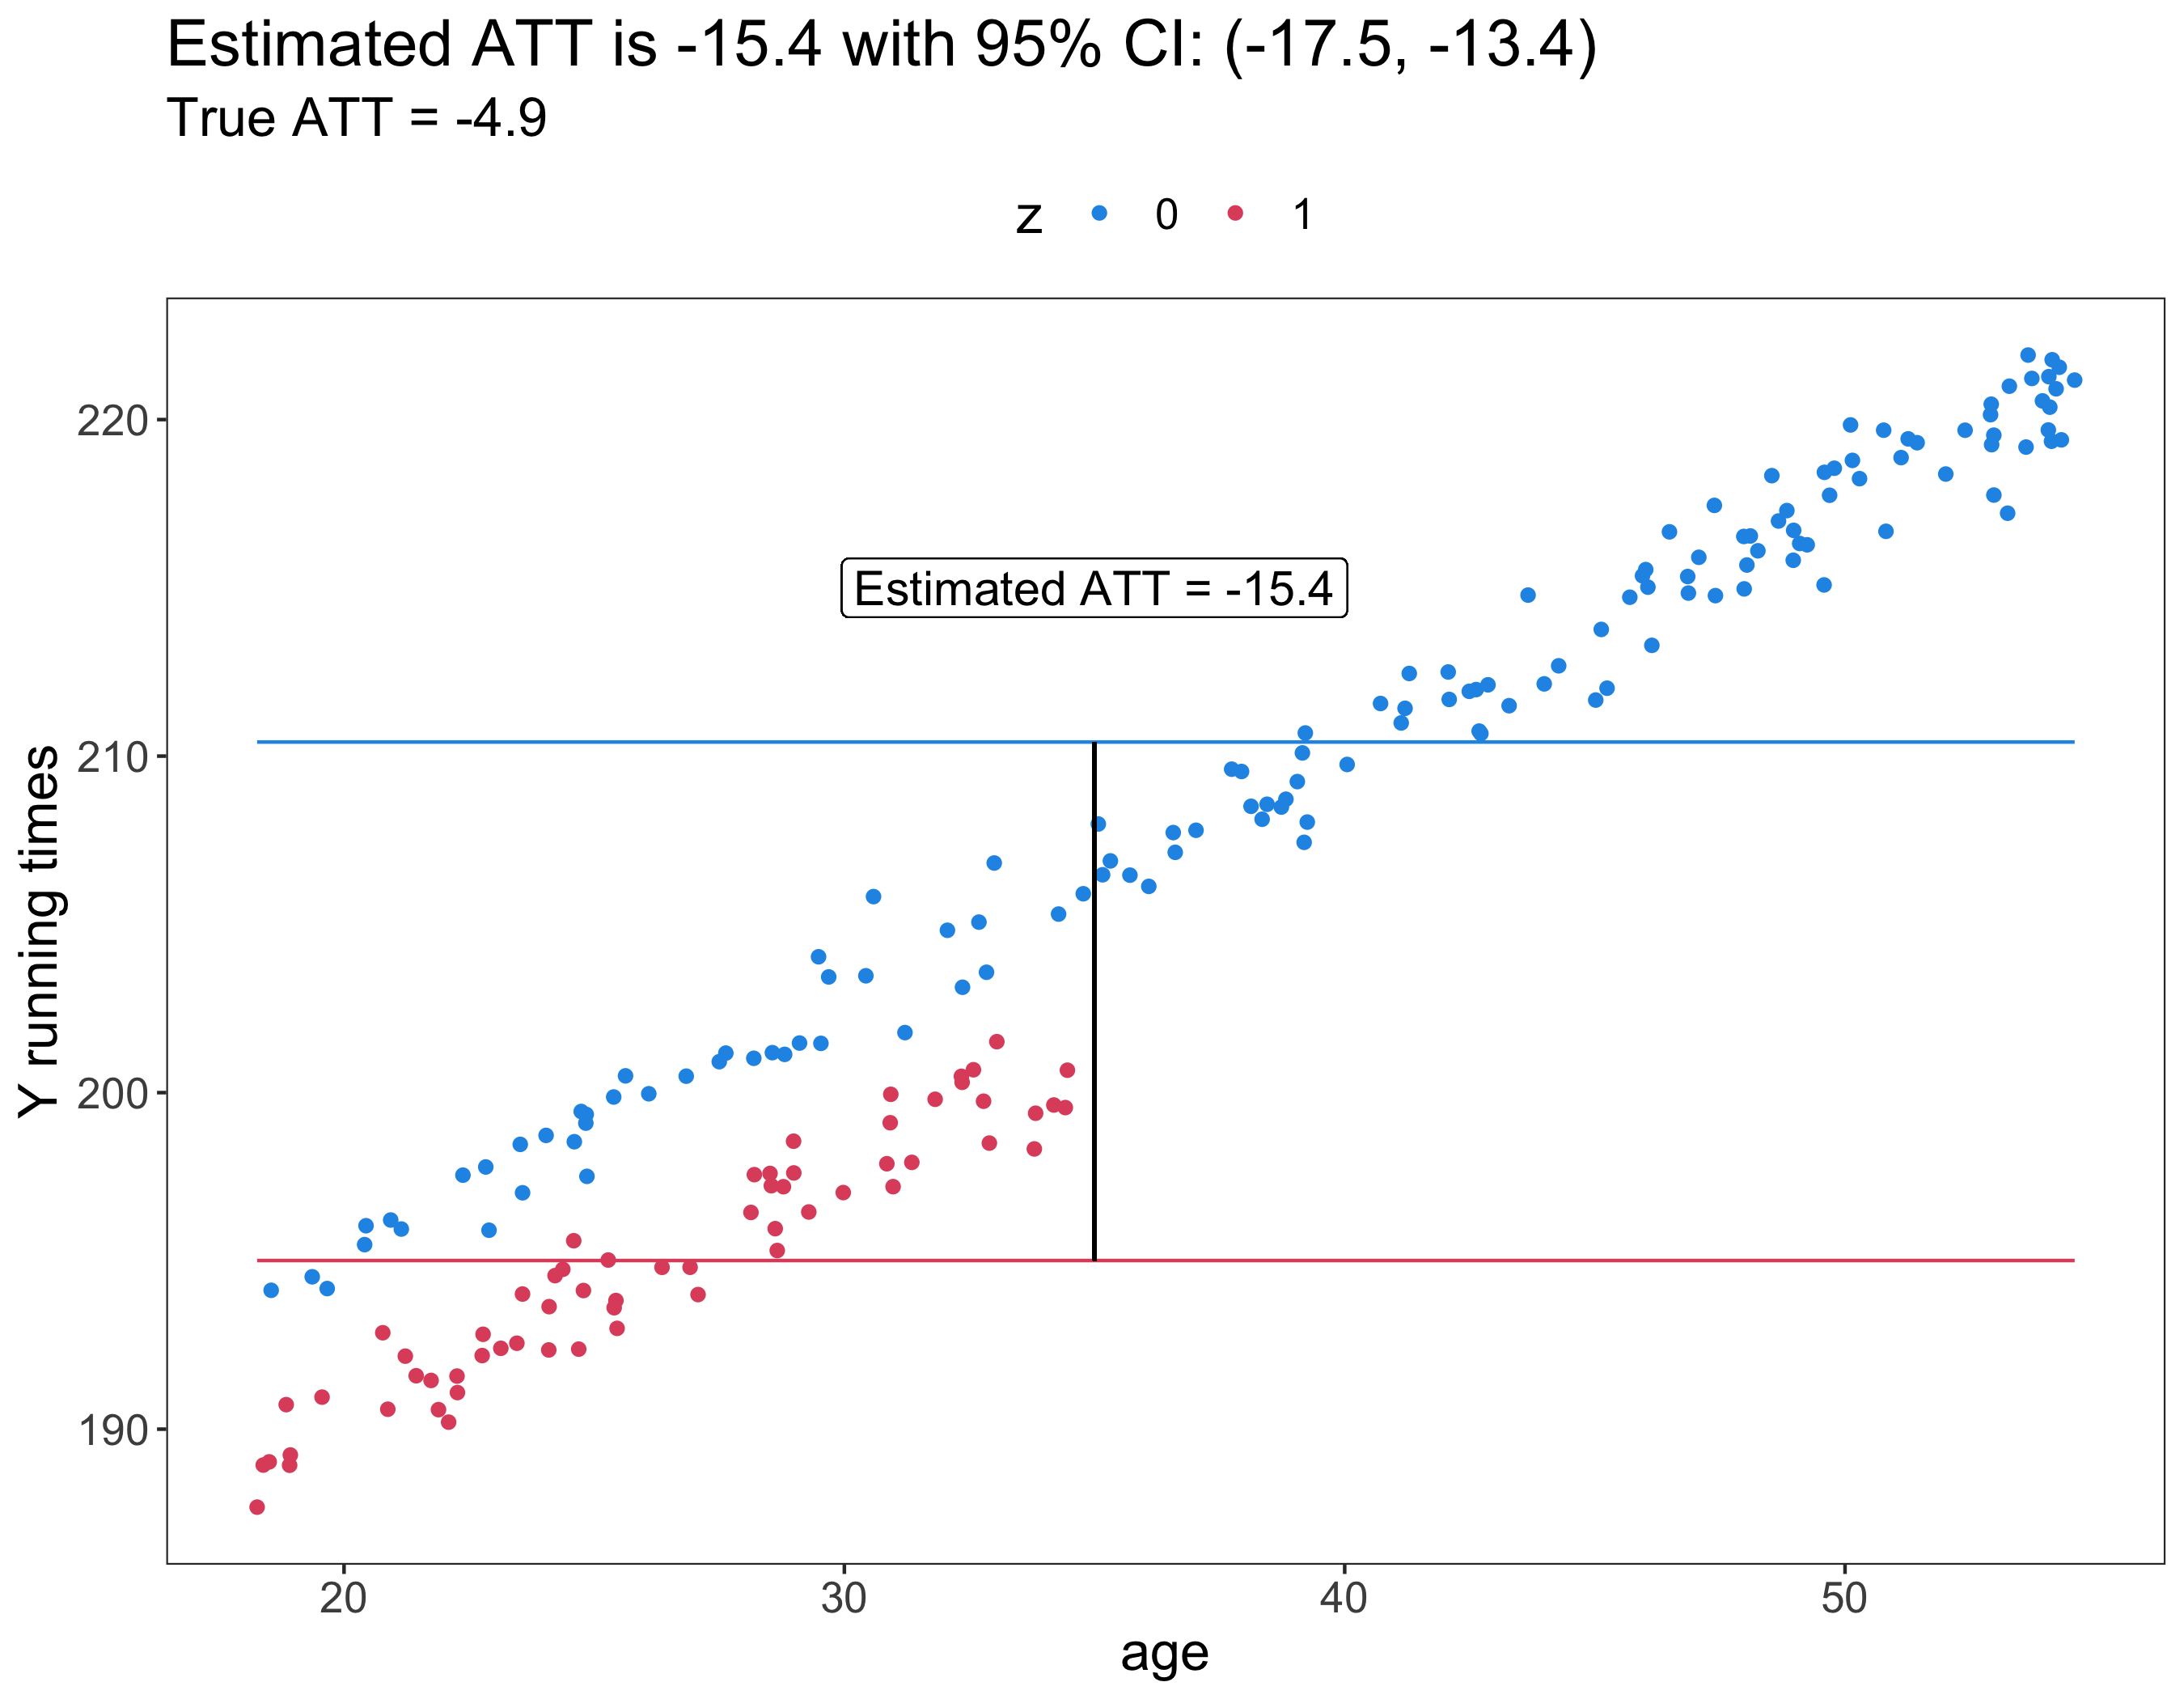 Estimated ATT is -15.4 with 95% CI: (-17.5, -13.4)
True ATT = -4.9
z 0 1
220
Estimated ATT = -15.4
210
200
190
Y running times
20 30 40 50
age